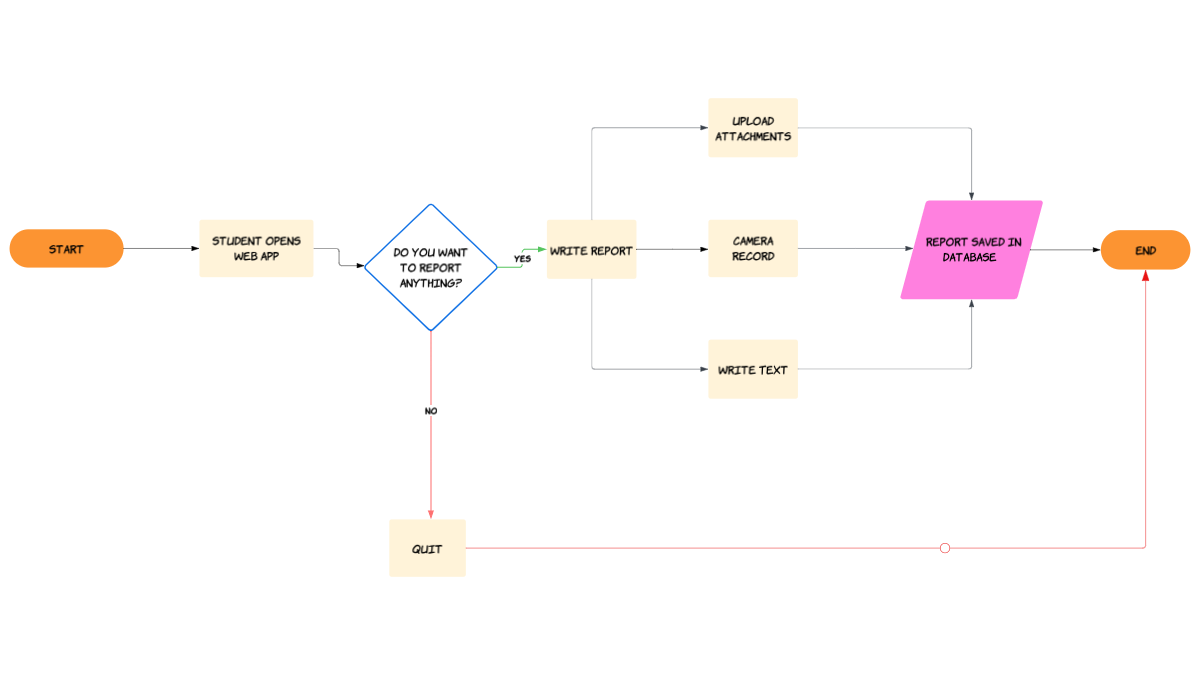 START
STUDENT OPENS
WEB APP
DO YOU WANT
TO REPORT
ANYTHING?
YES
NO
QUIT
WRITE REPORT
UPLOAD
ATTACHMENTS
CAMERA
RECORD
WRITE TEXT
REPORT SAVED IN
DATABASE
END